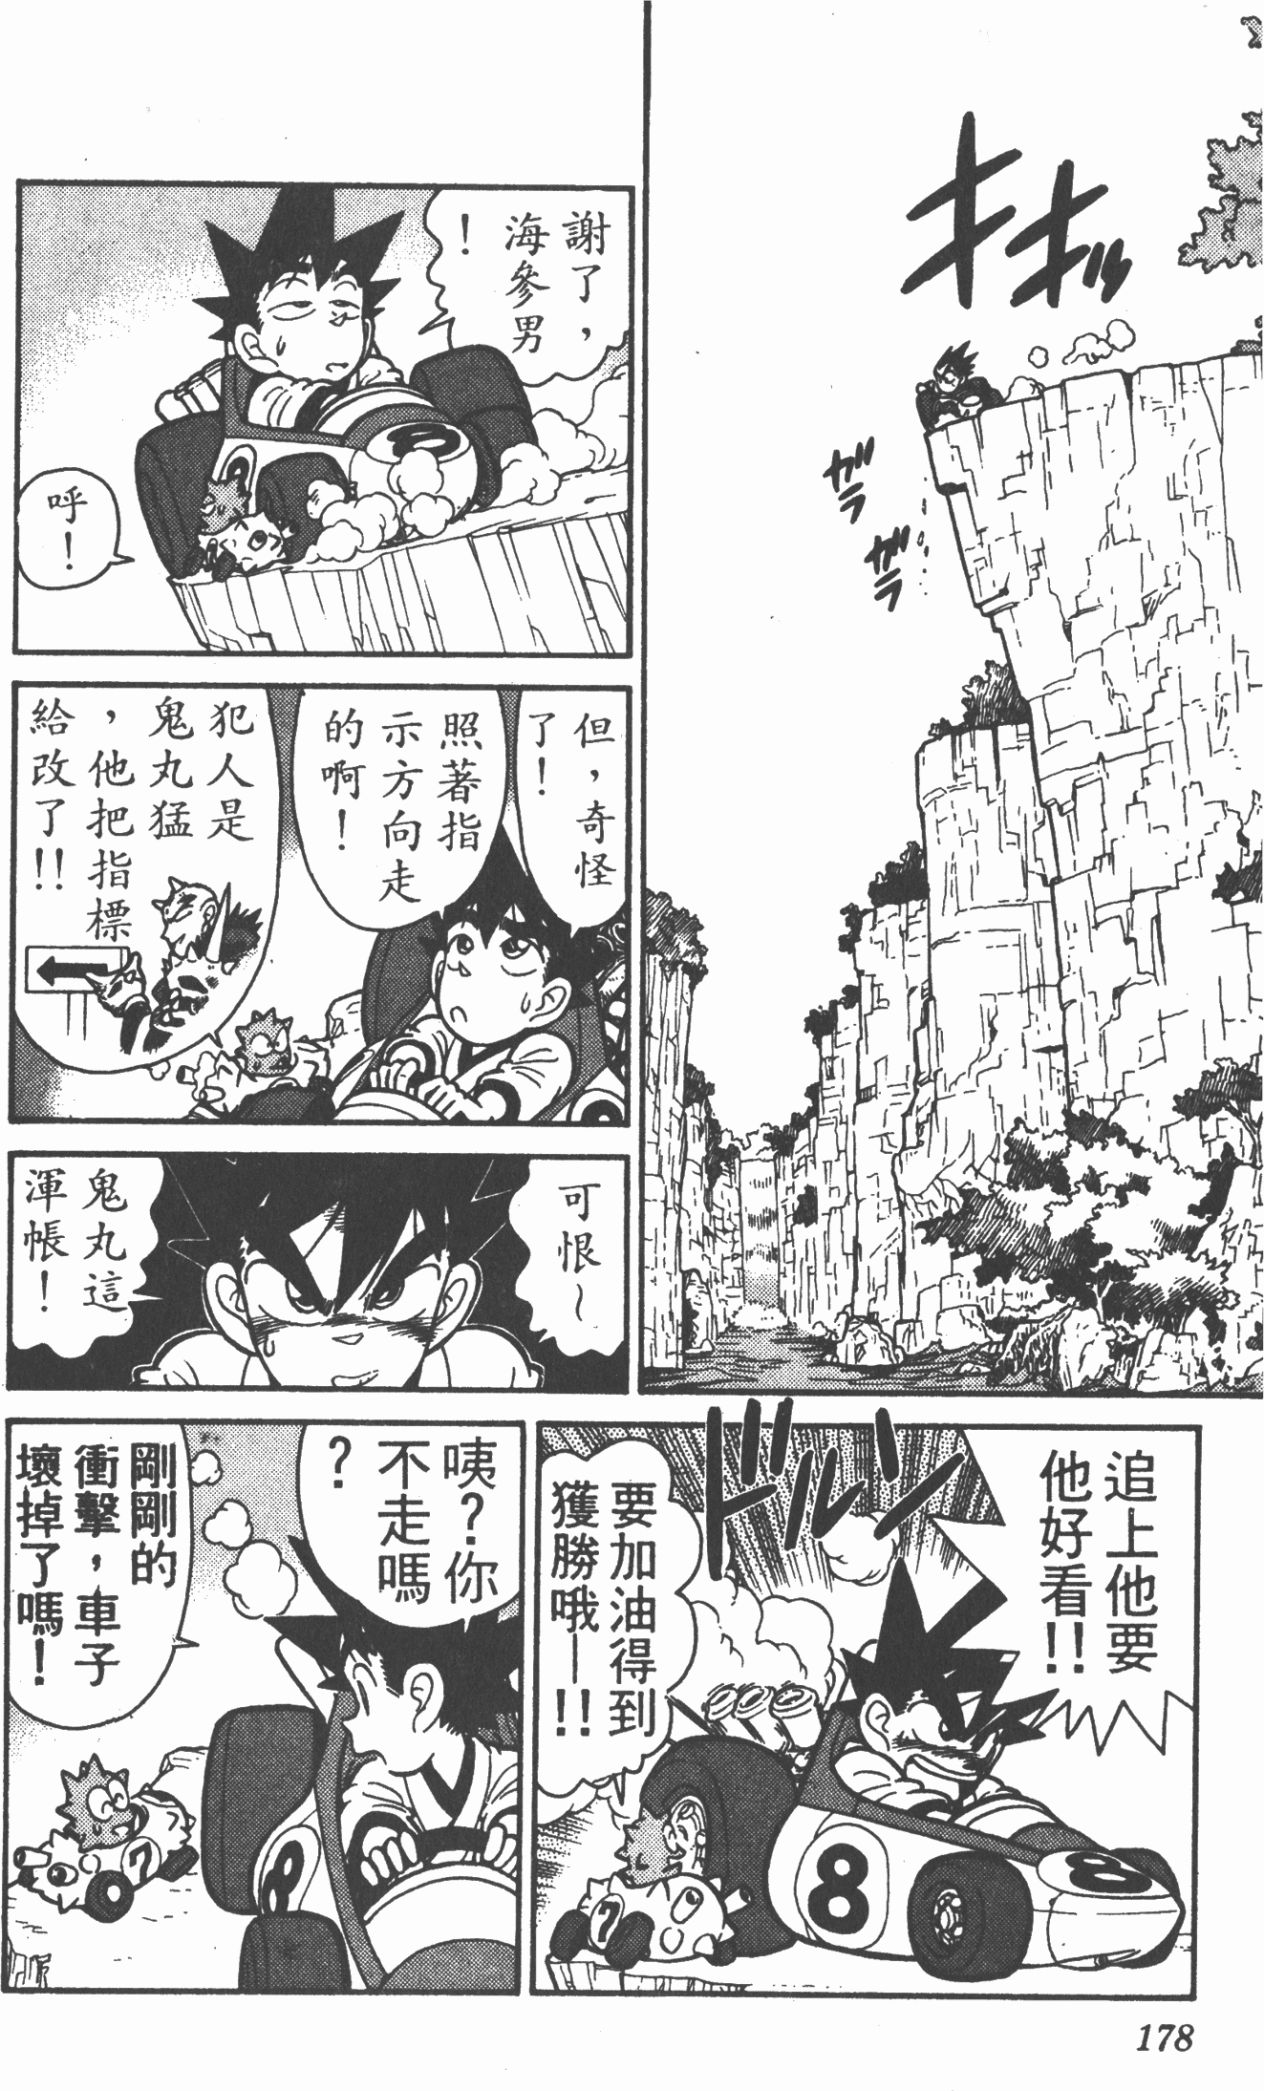 オオッ
ガラ
ガラ
謝了，
海參男
！
呼！
但，奇怪
了！
照著指
示方向走
的啊！
犯人是
鬼丸猛
，他把指標
給改了!!
可恨～
鬼丸這
渾帳！
追上他要
他好看!!
ドルン
要加油得到
獲勝哦—!!
咦？你
不走嗎
？
剛剛的
衝擊，車子
壞掉了嗎！
178